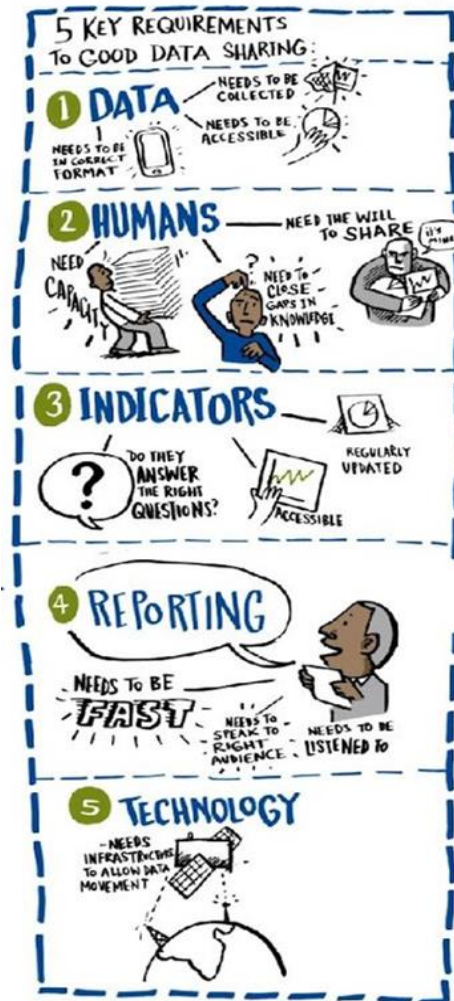 5 KEY REQUIREMENTS
TO GOOD DATA SHARING:
1 DATA
NEEDS TO BE
COLLECTED
NEEDS TO BE
ACCESSIBLE
NEEDS TO BE
IN CORRECT
FORMAT
2 HUMANS
NEED THE WILL
TO SHARE
it's
MINE
NEED
CAPACITY
?
NEED TO
CLOSE
GAPS IN
KNOWLEDGE
3 INDICATORS
REGULARLY
UPDATED
?
DO THEY
ANSWER
THE RIGHT
QUESTIONS?
ACCESSIBLE
4 REPORTING
NEEDS TO BE
FAST
NEEDS TO
SPEAK TO
RIGHT
AUDIENCE
NEEDS TO BE
LISTENED TO
5 TECHNOLOGY
- NEEDS
INFRASTRUCTURE
TO ALLOW DATA
MOVEMENT